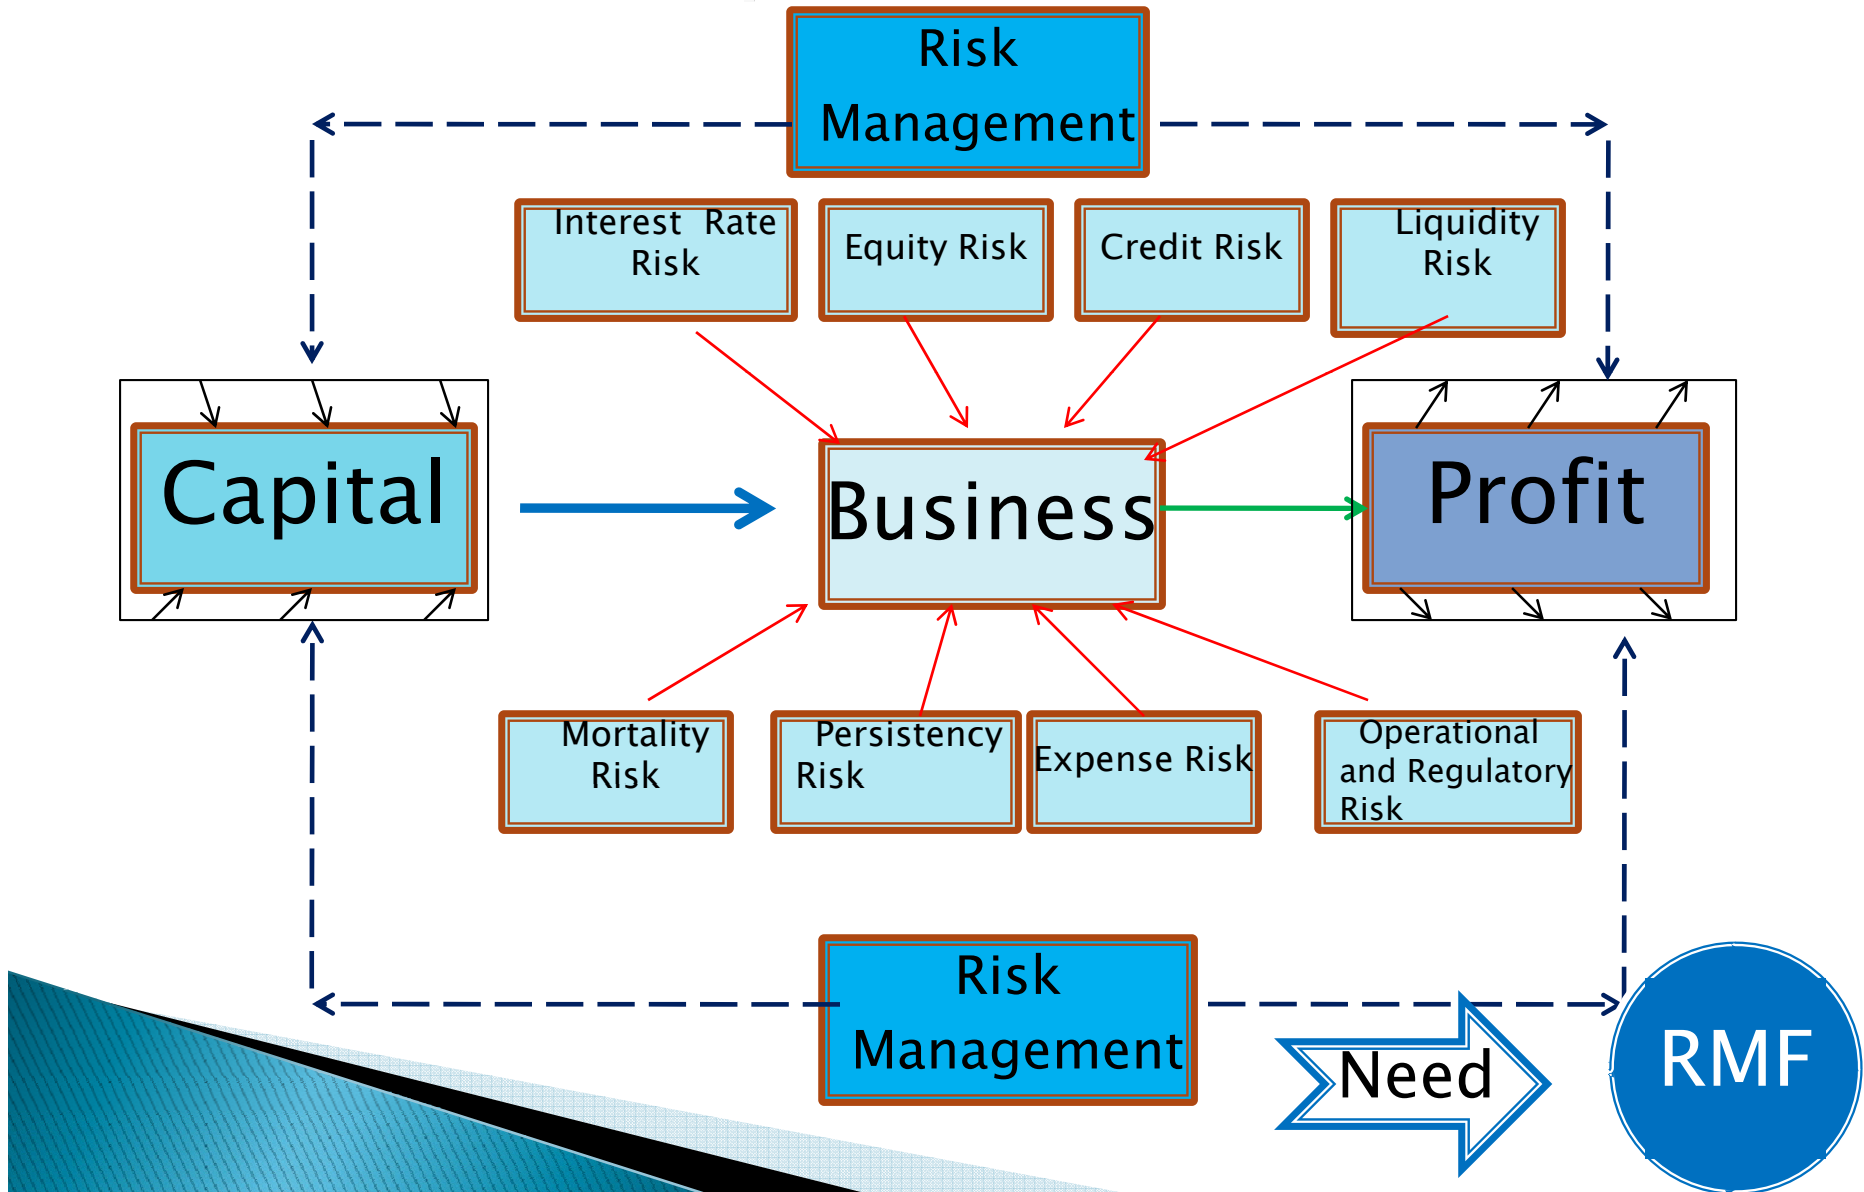 Risk
Management
Interest Rate
Risk
Equity Risk
Credit Risk
Liquidity
Risk
Capital
Business
Profit
Mortality
Risk
Persistency
Risk
Expense Risk
Operational
and Regulatory
Risk
Risk
Management
Need
RMF